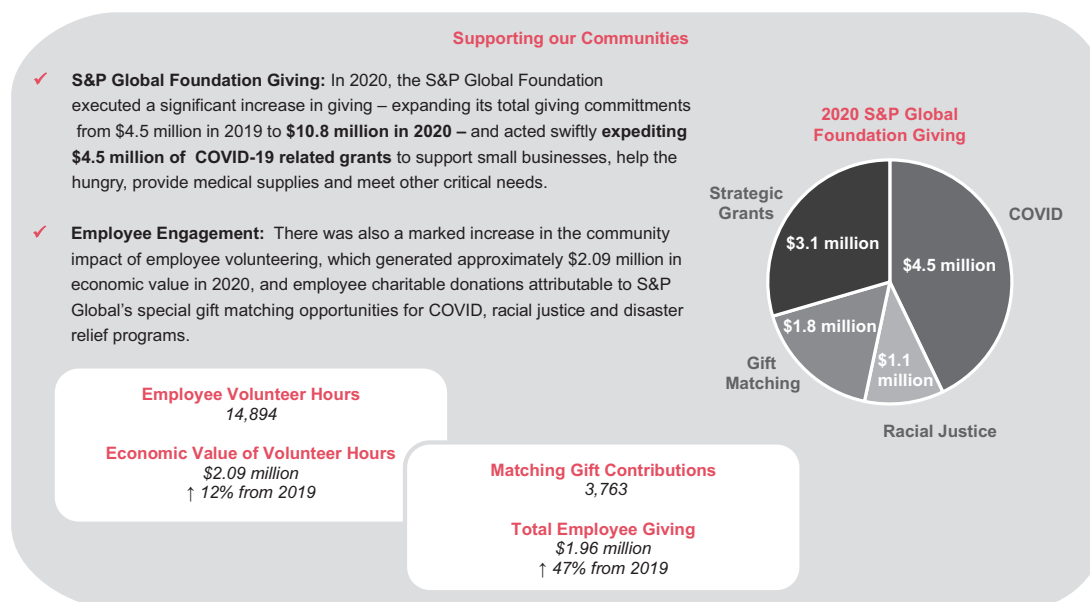 Supporting our Communities
✓ S&P Global Foundation Giving: In 2020, the S&P Global Foundation
executed a significant increase in giving – expanding its total giving committments
from $4.5 million in 2019 to $10.8 million in 2020 – and acted swiftly expediting
$4.5 million of COVID-19 related grants to support small businesses, help the
hungry, provide medical supplies and meet other critical needs.
✓ Employee Engagement: There was also a marked increase in the community
impact of employee volunteering, which generated approximately $2.09 million in
economic value in 2020, and employee charitable donations attributable to S&P
Global’s special gift matching opportunities for COVID, racial justice and disaster
relief programs.
Employee Volunteer Hours
14,894
Economic Value of Volunteer Hours
$2.09 million
↑ 12% from 2019
Matching Gift Contributions
3,763
Total Employee Giving
$1.96 million
↑ 47% from 2019
2020 S&P Global
Foundation Giving
Strategic
Grants
$3.1 million
COVID
$4.5 million
$1.8 million
Gift
Matching
$1.1
million
Racial Justice